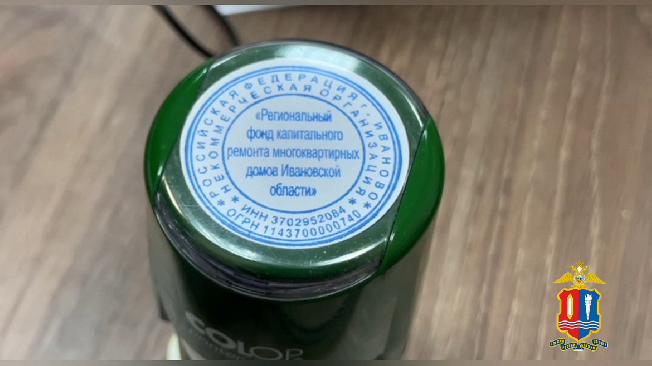 РОССИЙСКАЯ ФЕДЕРАЦИЯ г. ИВАНОВО
НЕКОММЕРЧЕСКАЯ ОРГАНИЗАЦИЯ
«Региональный
фонд капитального
ремонта многоквартирных
домов Ивановской
области»
ИНН 3702952084
ОГРН 1143700000740
COLOP